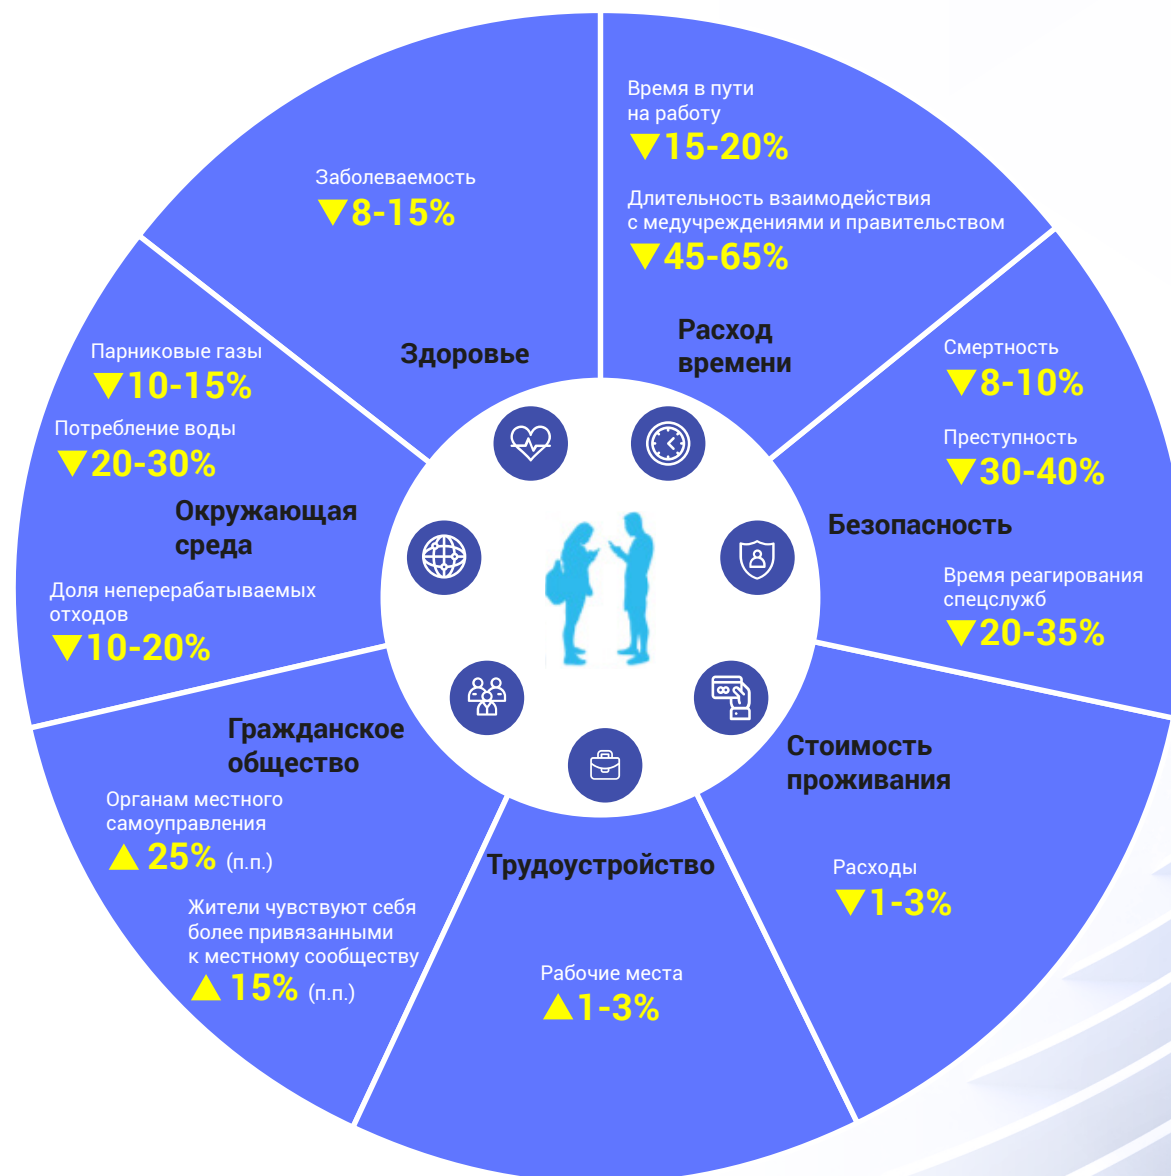 Время в пути
на работу
▼15-20%
Длительность взаимодействия
с медучреждениями и правительством
▼45-65%
Расход
времени
Смертность
▼8-10%
Преступность
▼30-40%
Безопасность
Время реагирования
спецслужб
▼20-35%
Стоимость
проживания
Расходы
▼1-3%
Трудоустройство
Рабочие места
▲1-3%
Гражданское
общество
Органам местного
самоуправления
▲ 25% (п.п.)
Жители чувствуют себя
более привязанными
к местному сообществу
▲ 15% (п.п.)
Парниковые газы
▼10-15%
Потребление воды
▼20-30%
Окружающая
среда
Доля неперерабатываемых
отходов
▼10-20%
Заболеваемость
▼8-15%
Здоровье